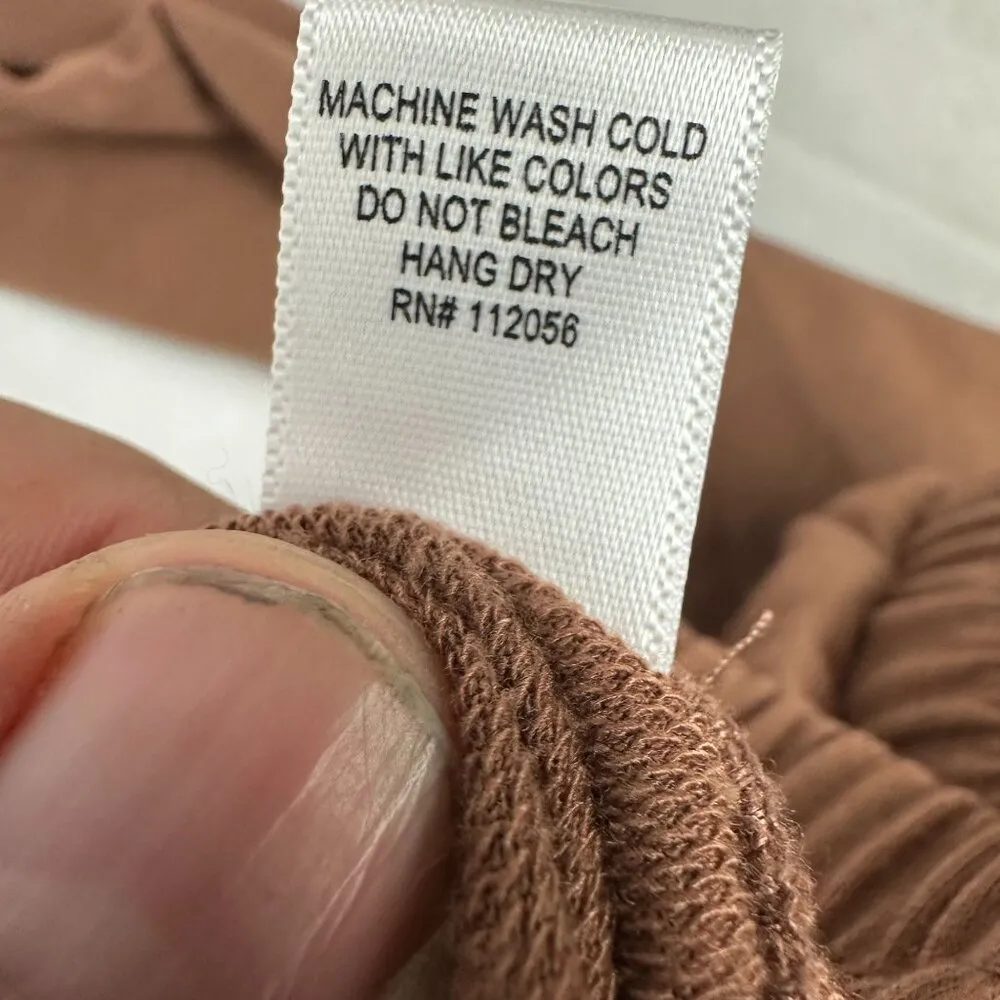 MACHINE WASH COLD
WITH LIKE COLORS
DO NOT BLEACH
HANG DRY
RN# 112056